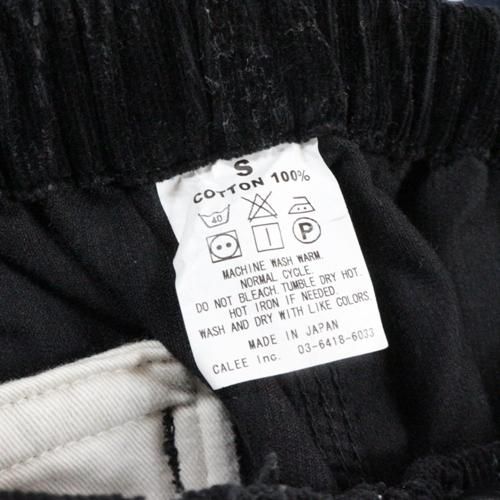 S
COTTON 100%
40
P
MACHINE WASH WARM.
NORMAL CYCLE.
DO NOT BLEACH. TUMBLE DRY HOT.
HOT IRON IF NEEDED.
WASH AND DRY WITH LIKE COLORS.
MADE IN JAPAN
CALEE Inc. 03-6418-6033